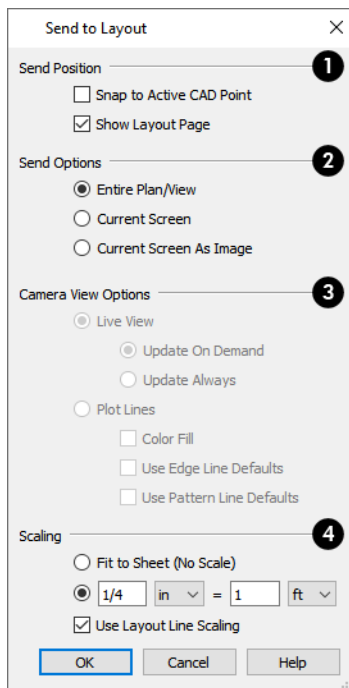 Send to Layout
Send Position 1
Snap to Active CAD Point
Show Layout Page
Send Options 2
Entire Plan/View
Current Screen
Current Screen As Image
Camera View Options 3
Live View
Update On Demand
Update Always
Plot Lines
Color Fill
Use Edge Line Defaults
Use Pattern Line Defaults
Scaling 4
Fit to Sheet (No Scale)
1/4 in = 1 ft
Use Layout Line Scaling
OK Cancel Help